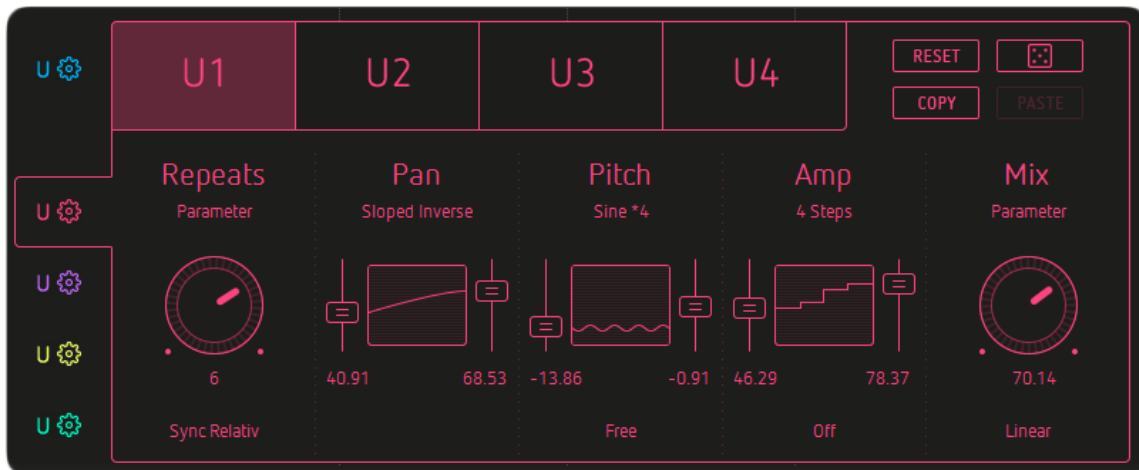 U
U1
U2
U3
U4
RESET
COPY
PASTE
U
Repeats
Parameter
6
Sync Relativ
Pan
Sloped Inverse
40.91
68.53
Pitch
Sine *4
-13.86
-0.91
Free
Amp
4 Steps
46.29
78.37
Off
Mix
Parameter
70.14
Linear
U
U
U